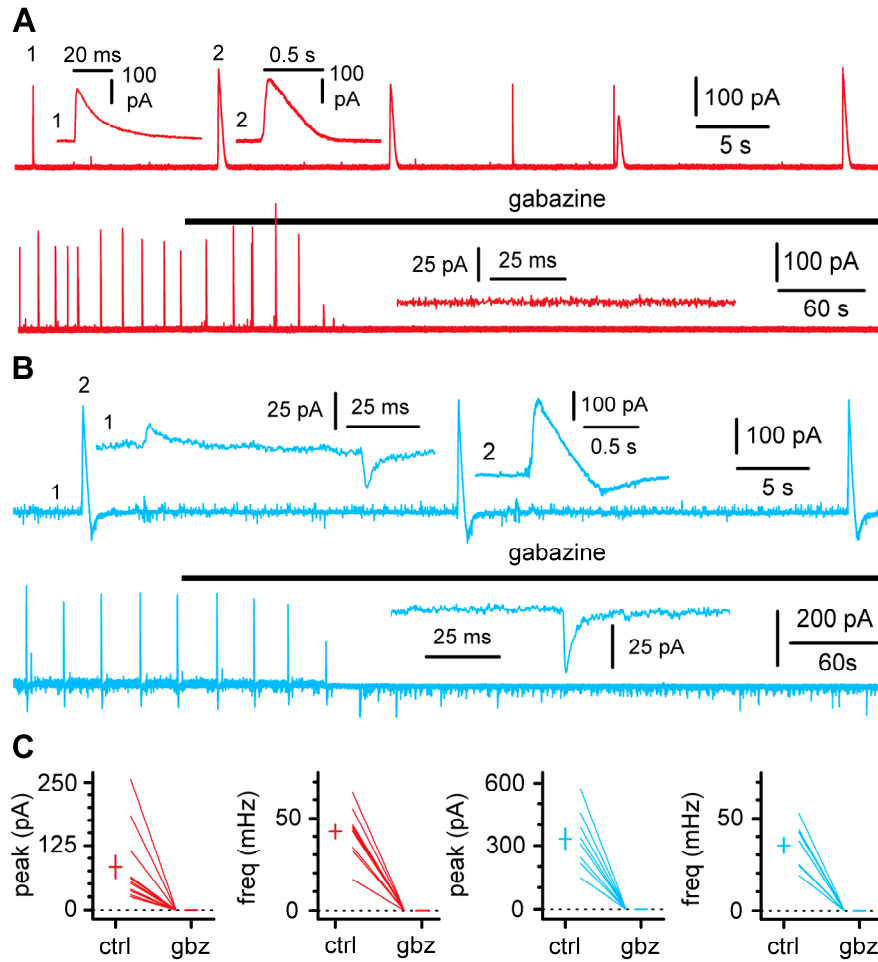 A
1
20 ms
100
pA
1
2
0.5 s
100
pA
2
100 pA
5 s
gabazine
25 pA
25 ms
100 pA
60 s
B
2
1
1
25 pA
25 ms
2
100 pA
0.5 s
100 pA
5 s
gabazine
25 ms
25 pA
200 pA
60s
C
peak (pA)
250
125
0
ctrl gbz
freq (mHz)
50
0
ctrl gbz
peak (pA)
600
300
0
ctrl gbz
freq (mHz)
50
0
ctrl gbz